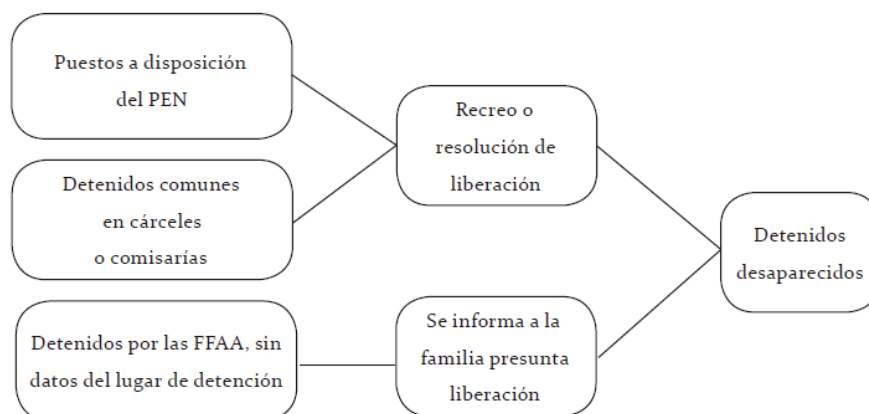 Puestos a disposición
del PEN
Detenidos comunes
en cárceles
o comisarías
Detenidos por las FFAA, sin
datos del lugar de detención
Recreo o
resolución de
liberación
Se informa a la
familia presunta
liberación
Detenidos
desaparecidos